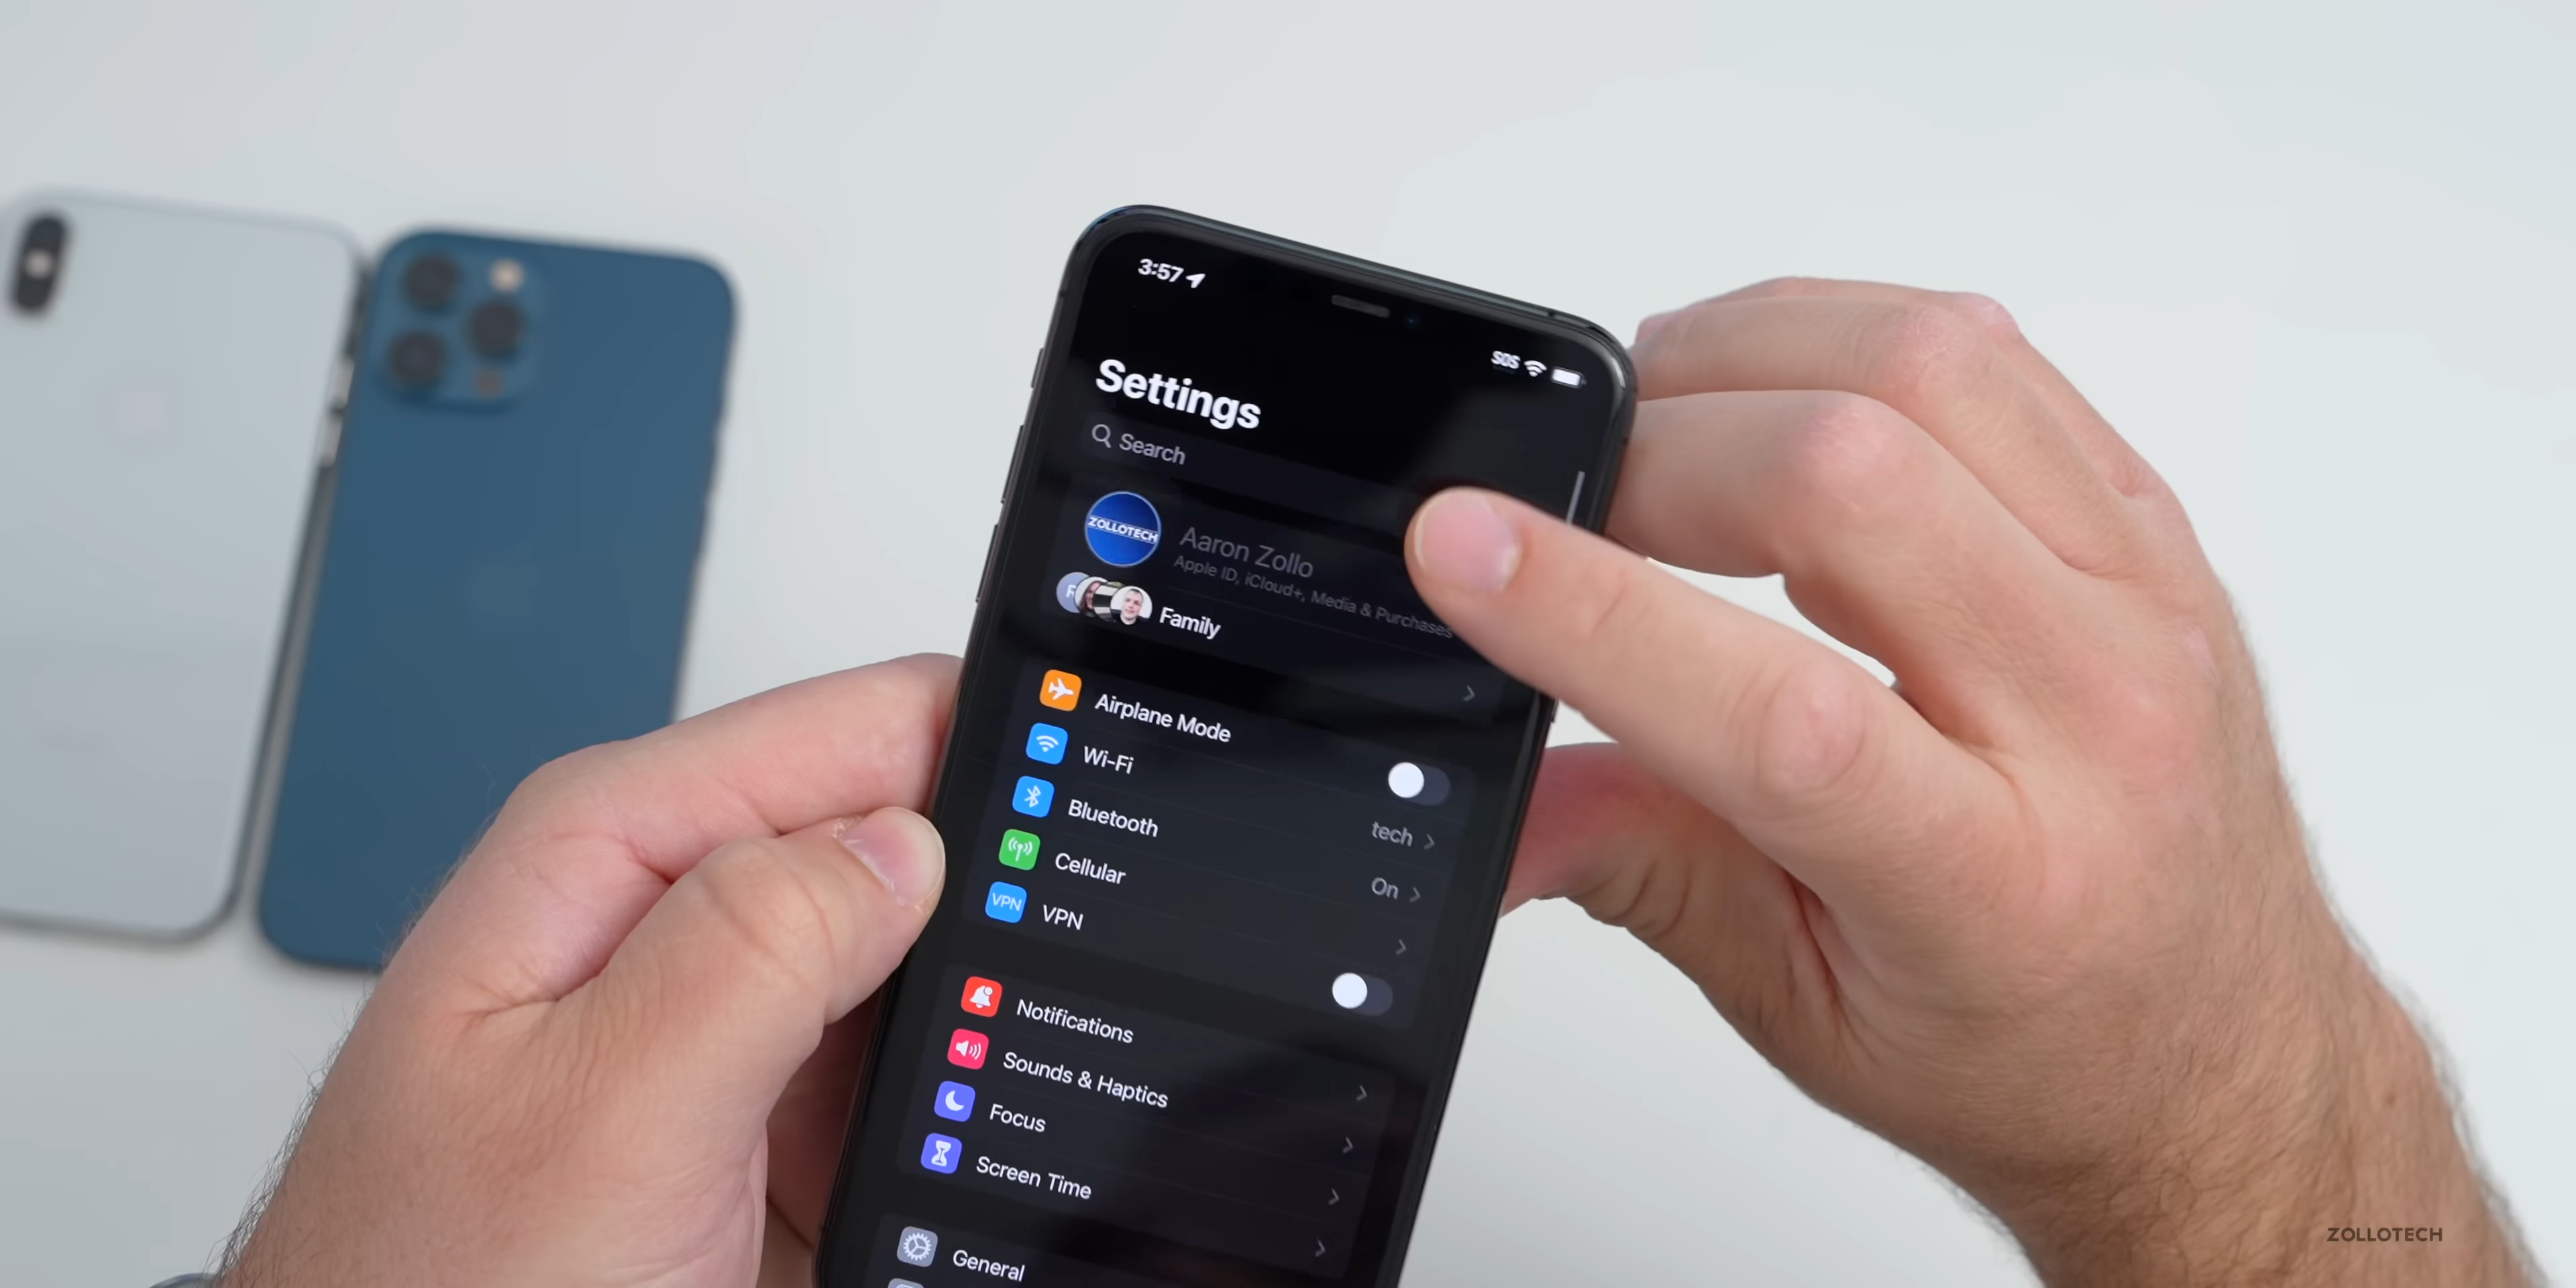 3:57
SOS
Settings
Search
ZOLLOTECH
Aaron Zollo
Apple ID, iCloud+, Media & Purchases
Family
Airplane Mode
Wi-Fi
tech
Bluetooth
On
Cellular
VPN
VPN
Notifications
Sounds & Haptics
Focus
Screen Time
General
ZOLLOTECH